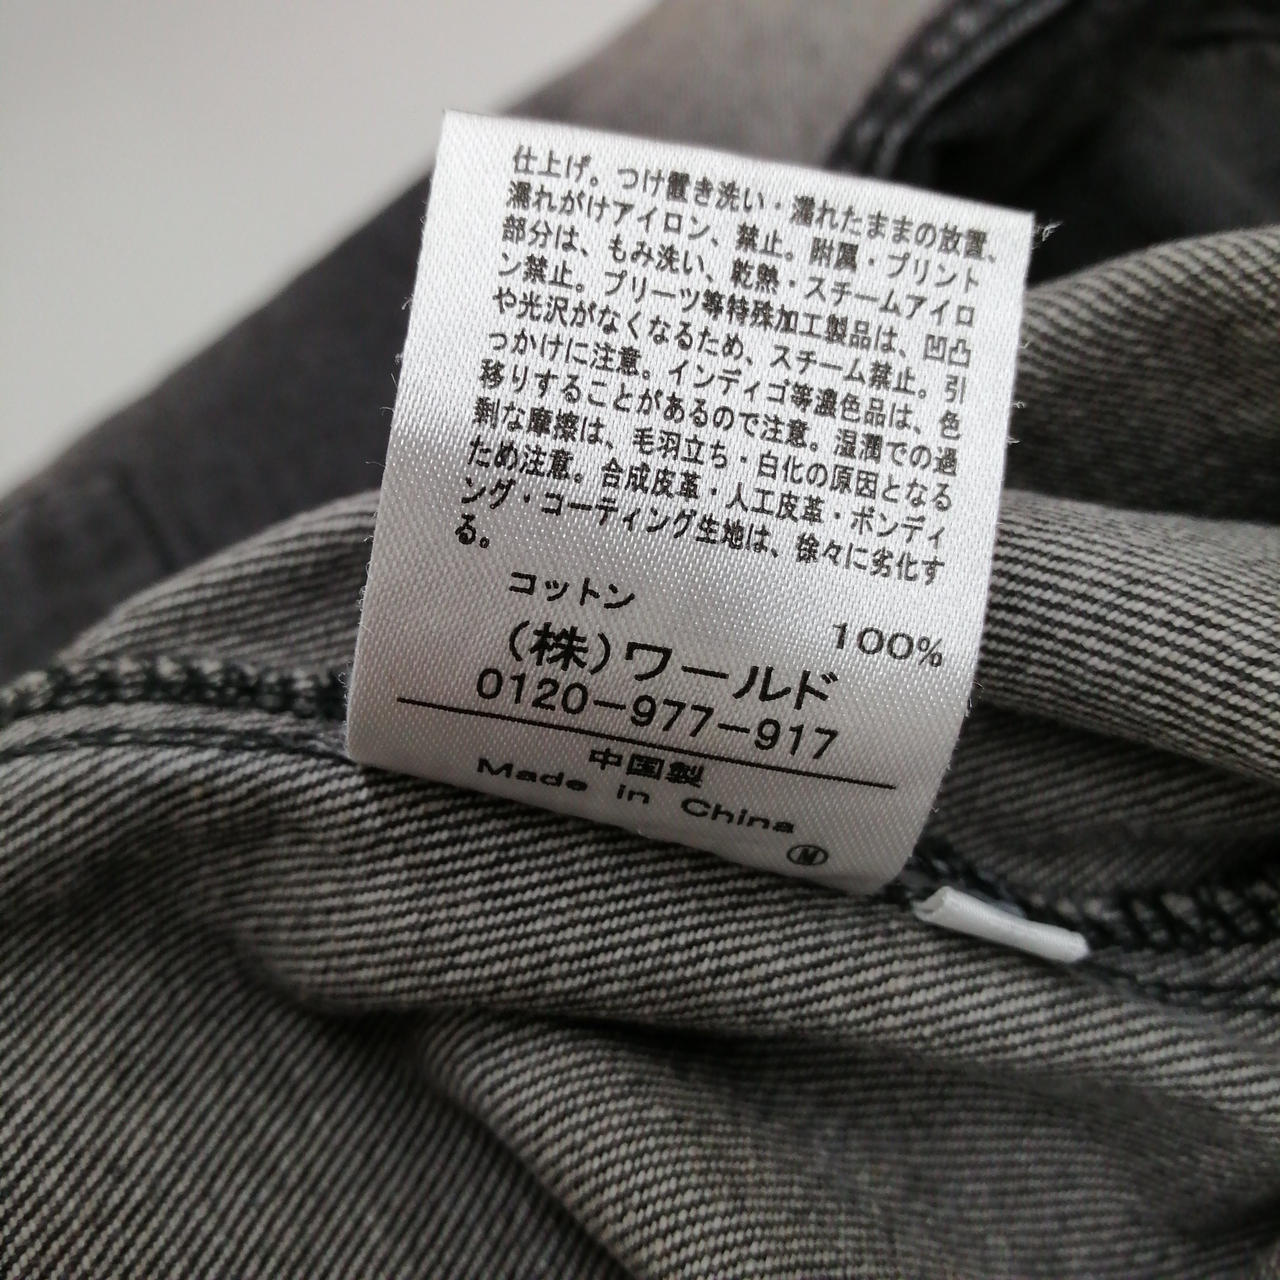 仕上げ。つけ置き洗い・濡れたままの放置、
濡れがけアイロン、禁止。附属・プリント
部分は、もみ洗い、乾熱・スチームアイロ
ン禁止。プリーツ等特殊加工製品は、凹凸
や光沢がなくなるため、スチーム禁止。引
っかけに注意。インディゴ等濃色品は、色
移りすることがあるので注意。湿潤での過
剰な摩擦は、毛羽立ち・白化の原因となる
ため注意。合成皮革・人工皮革・ボンディ
ング・コーティング生地は、徐々に劣化す
る。
コットン 100%
(株)ワールド
0120-977-917
中国製
Made in China
Ⓝ